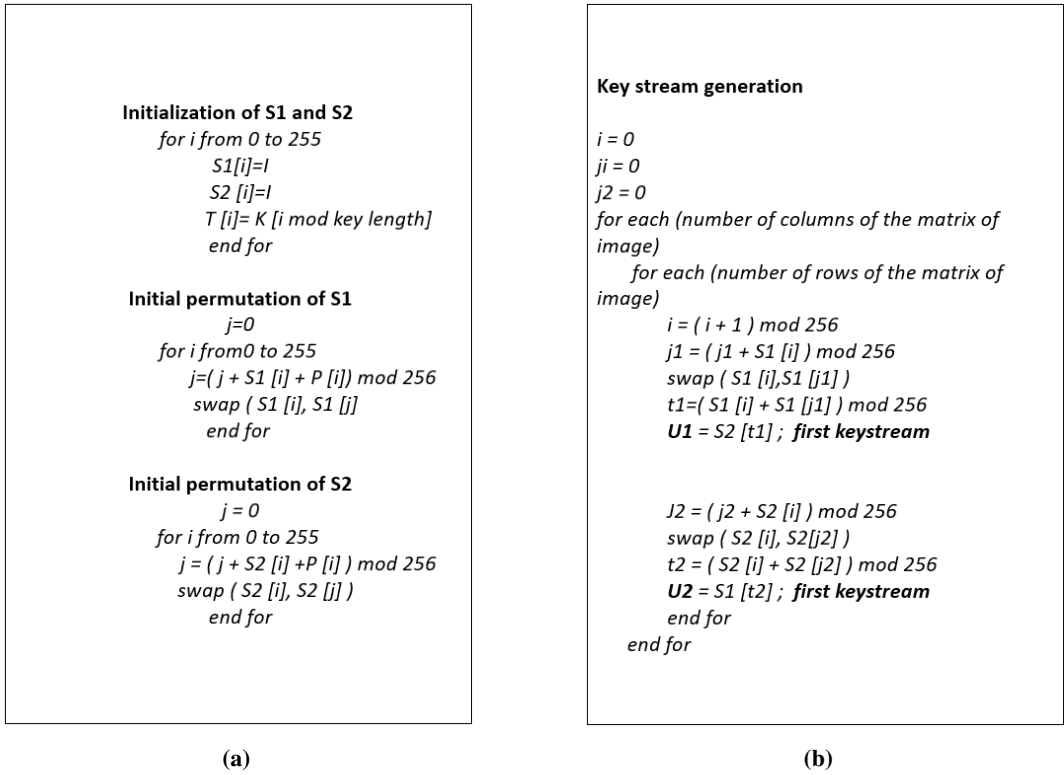 Initialization of S1 and S2
for i from 0 to 255
S1[i]=I
S2 [i]=I
T [i]= K [i mod key length]
end for
Initial permutation of S1
j=0
for i from0 to 255
j=( j + S1 [i] + P [i]) mod 256
swap ( S1 [i], S1 [j]
end for
Initial permutation of S2
j = 0
for i from 0 to 255
j = ( j + S2 [i] +P [i] ) mod 256
swap ( S2 [i], S2 [j] )
end for
(a)
Key stream generation
i = 0
ji = 0
j2 = 0
for each (number of columns of the matrix of
image)
for each (number of rows of the matrix of
image)
i = ( i + 1 ) mod 256
j1 = ( j1 + S1 [i] ) mod 256
swap ( S1 [i],S1 [j1] )
t1=( S1 [i] + S1 [j1] ) mod 256
U1 = S2 [t1] ; first keystream
J2 = ( j2 + S2 [i] ) mod 256
swap ( S2 [i], S2[j2] )
t2 = ( S2 [i] + S2 [j2] ) mod 256
U2 = S1 [t2] ; first keystream
end for
end for
(b)